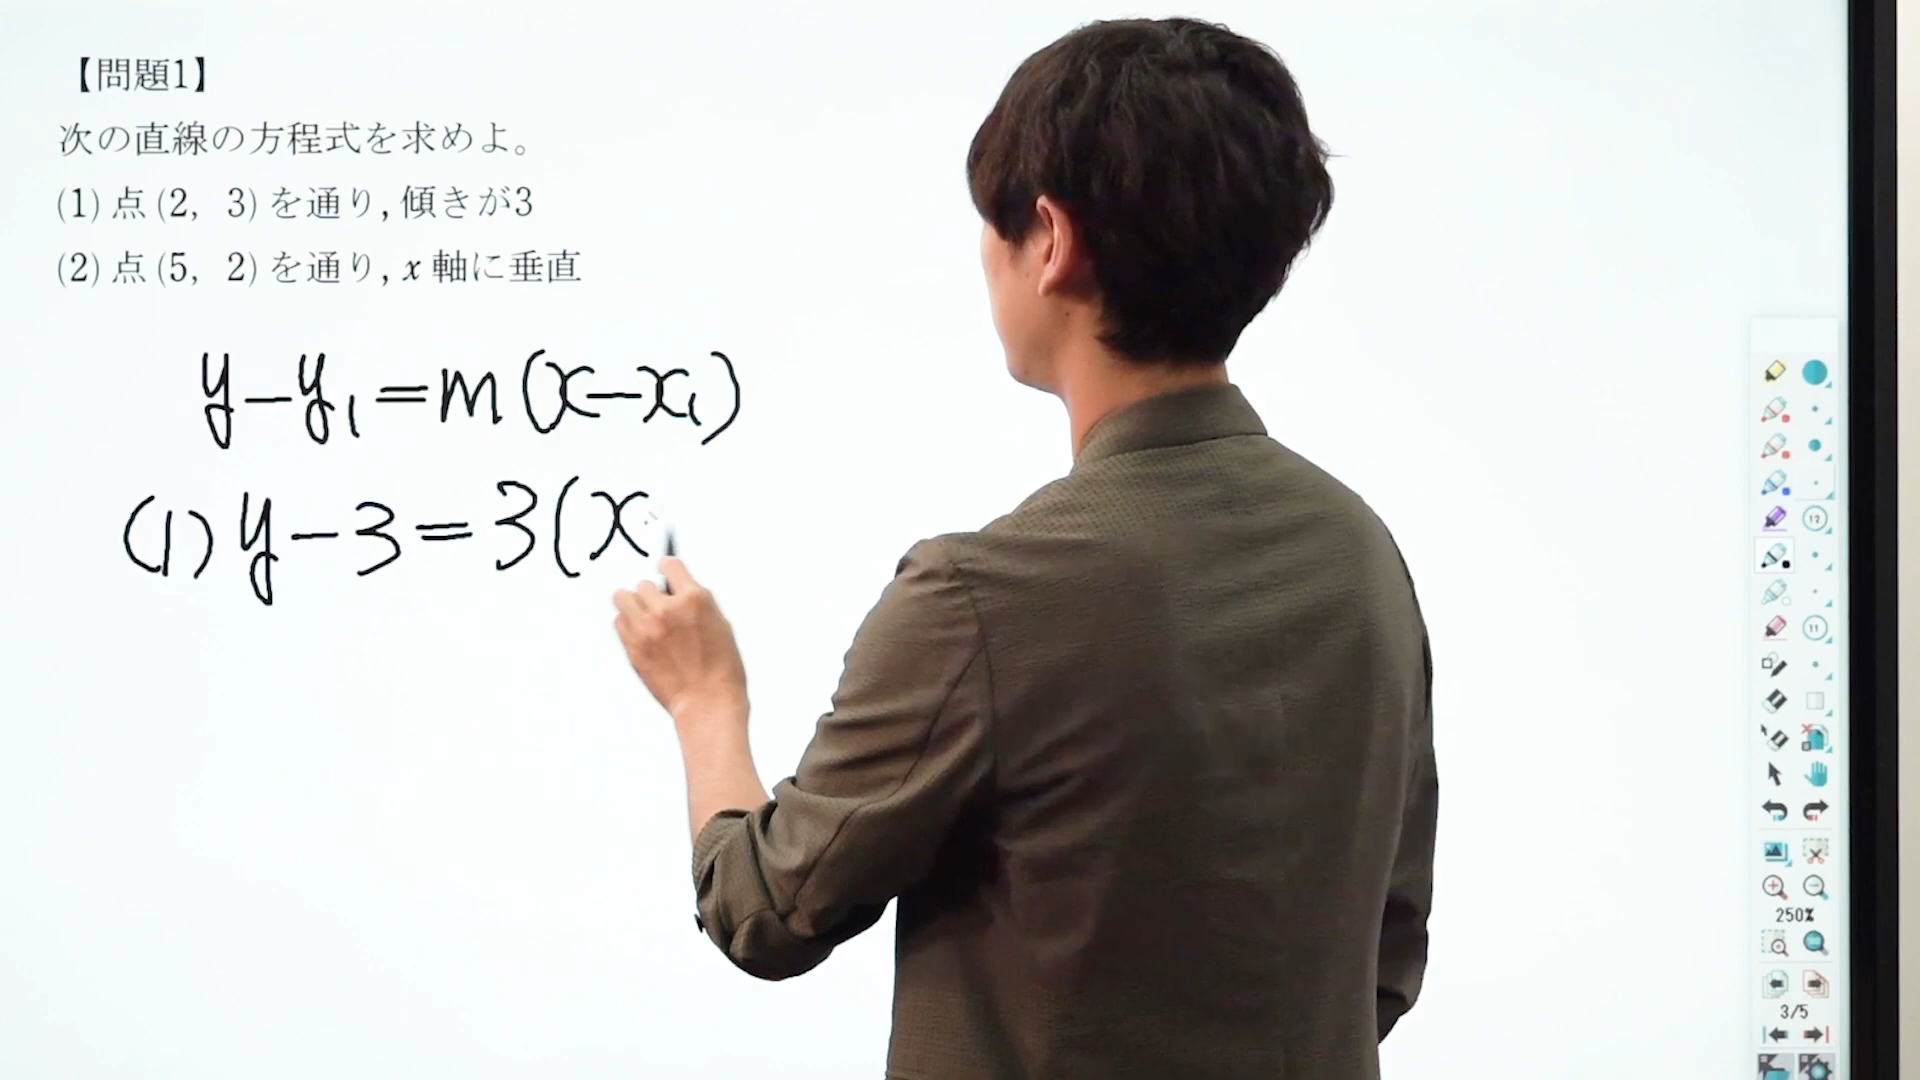 【問題1】
次の直線の方程式を求めよ。
(1) 点 (2, 3) を通り, 傾きが3
(2) 点 (5, 2) を通り, x 軸に垂直
y-y₁=m(x-x₁)
(1) y-3=3(x
12
11
250%
3/5